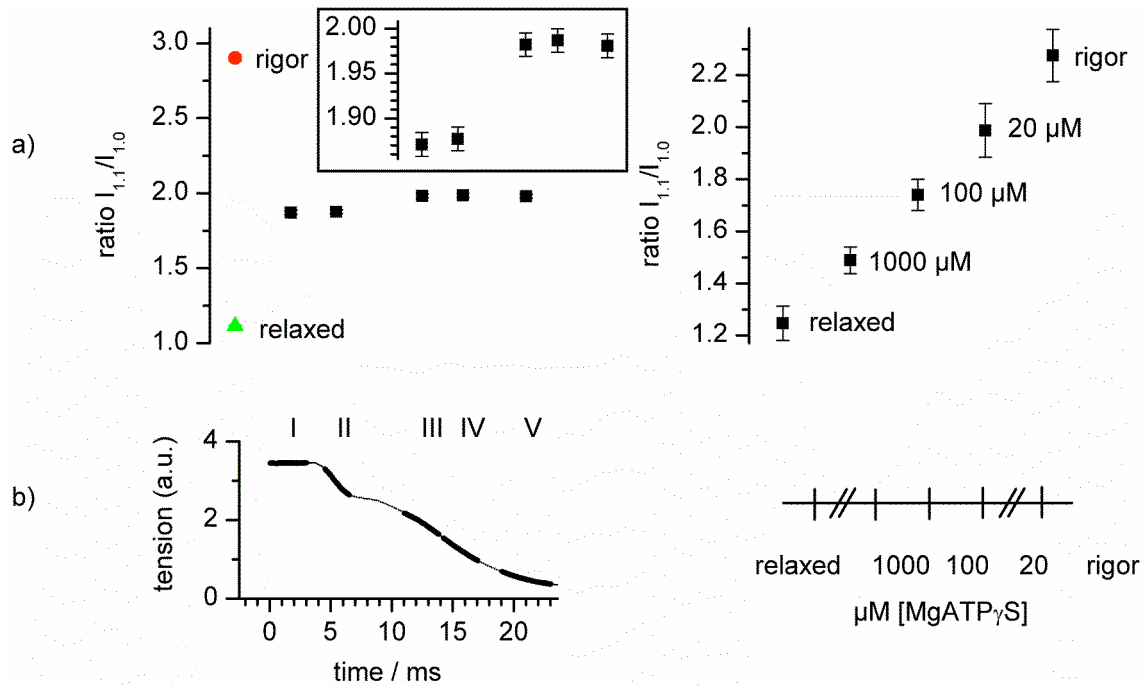 a)
ratio I1.1/I1.0
3.0
2.5
2.0
1.5
1.0
rigor
relaxed
2.00
1.95
1.90
ratio I1.1/I1.0
2.2
2.0
1.8
1.6
1.4
1.2
rigor
20 µM
100 µM
1000 µM
relaxed
b)
I II III IV V
tension (a.u.)
4
2
0
0 5 10 15 20
time / ms
relaxed 1000 100 20 rigor
µM [MgATPγS]